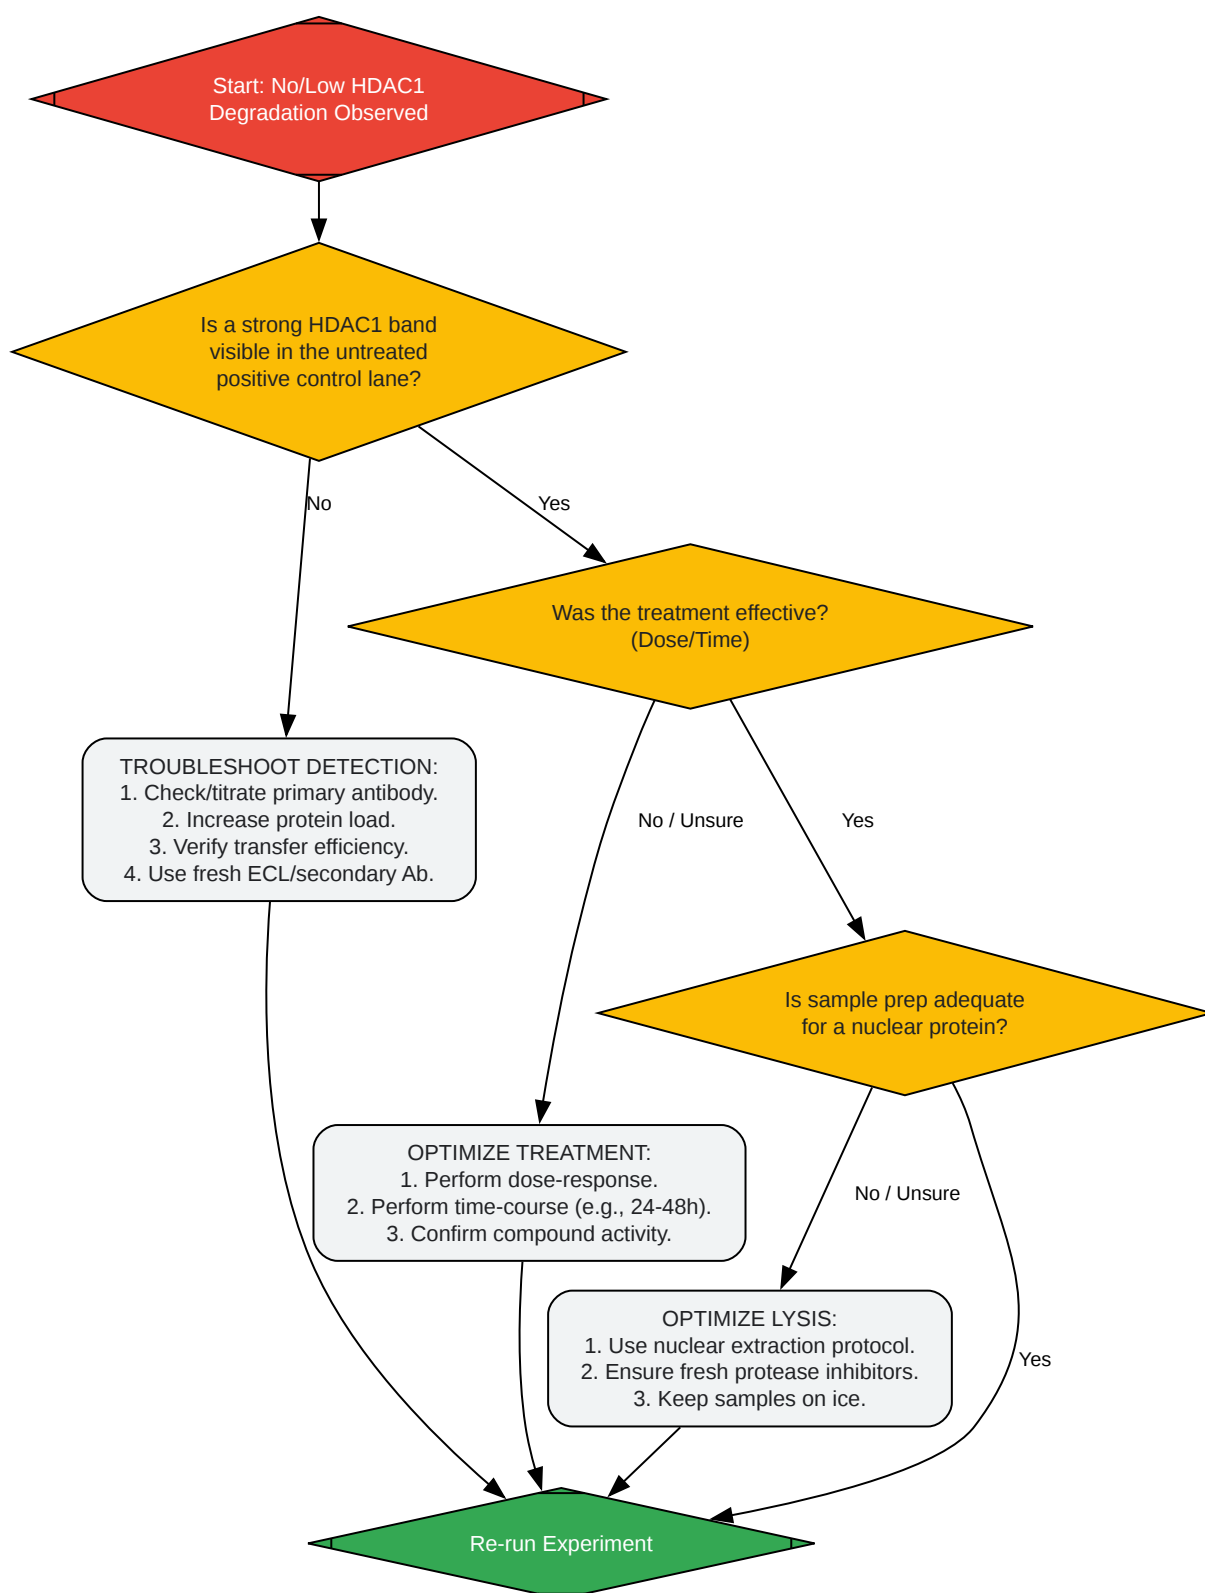 Start: No/Low HDAC1
Degradation Observed
Is a strong HDAC1 band
visible in the untreated
positive control lane?
No
Yes
Was the treatment effective?
(Dose/Time)
TROUBLESHOOT DETECTION:
1. Check/titrate primary antibody.
2. Increase protein load.
3. Verify transfer efficiency.
4. Use fresh ECL/secondary Ab.
No / Unsure
Yes
Is sample prep adequate
for a nuclear protein?
OPTIMIZE TREATMENT:
1. Perform dose-response.
2. Perform time-course (e.g., 24-48h).
3. Confirm compound activity.
No / Unsure
OPTIMIZE LYSIS:
1. Use nuclear extraction protocol.
2. Ensure fresh protease inhibitors.
3. Keep samples on ice.
Yes
Re-run Experiment